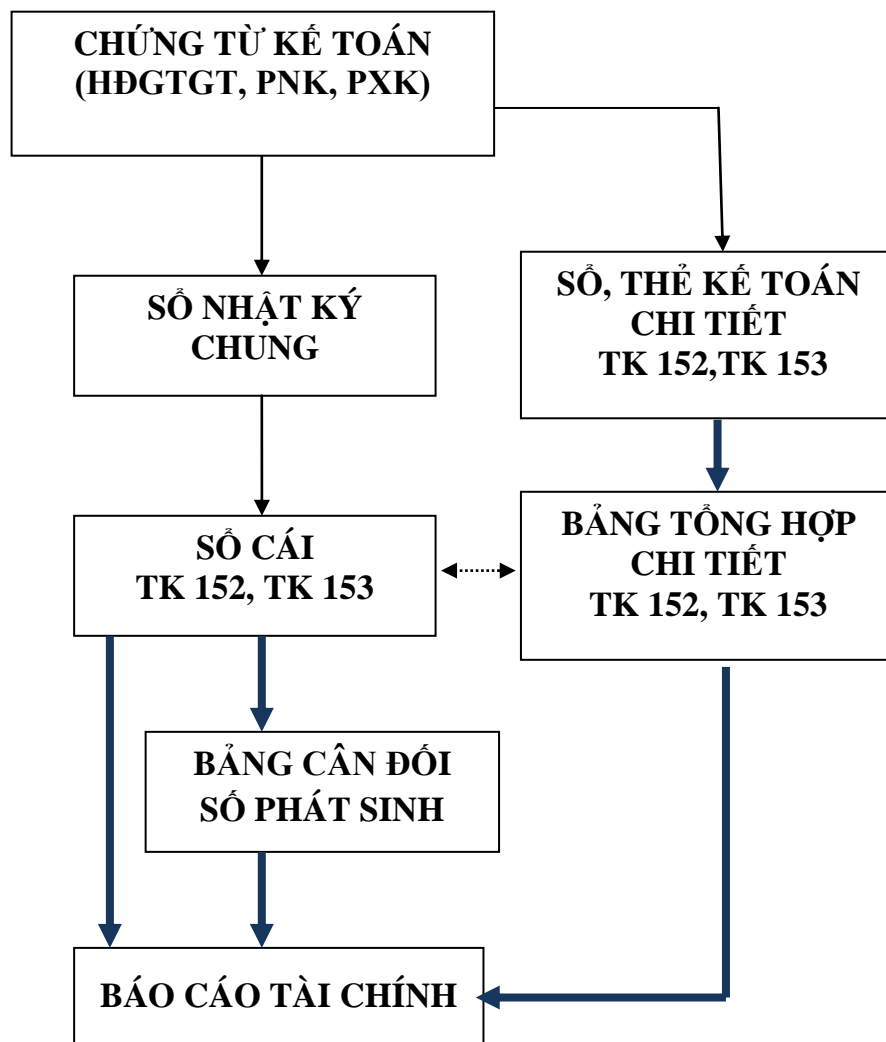 CHỨNG TỪ KẾ TOÁN
(HĐGTGT, PNK, PXK)
SỔ NHẬT KÝ
CHUNG
SỔ, THẺ KẾ TOÁN
CHI TIẾT
TK 152,TK 153
SỔ CÁI
TK 152, TK 153
BẢNG TỔNG HỢP
CHI TIẾT
TK 152, TK 153
BẢNG CÂN ĐỐI
SỐ PHÁT SINH
BÁO CÁO TÀI CHÍNH